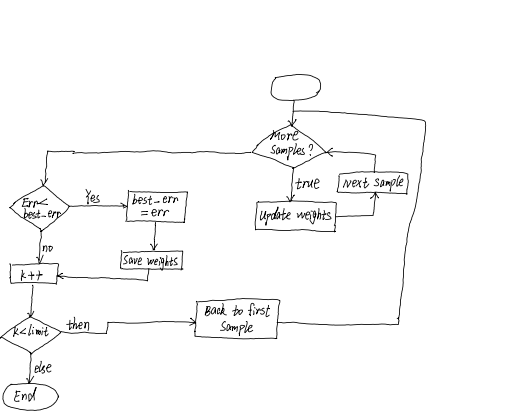 More
samples?
true
Next sample
Update weights
Err<
best_err
Yes
best_err
=err
Save weights
no
k++
k<limit
then
Back to first
Sample
else
End